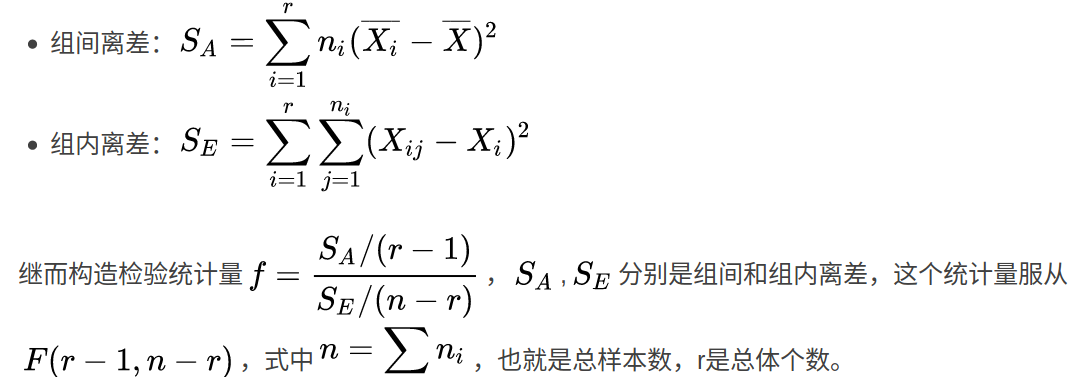 • 组间离差： $S_A = \sum_{i=1}^{r} n_i(\overline{X_i} - \overline{X})^2$
• 组内离差： $S_E = \sum_{i=1}^{r} \sum_{j=1}^{n_i} (X_{ij} - X_i)^2$
继而构造检验统计量 $f = \dfrac{S_A/(r-1)}{S_E/(n-r)}$ ， $S_A$ , $S_E$ 分别是组间和组内离差，这个统计量服从
$F(r-1, n-r)$ ，式中 $n = \sum n_i$ ，也就是总样本数，r是总体个数。